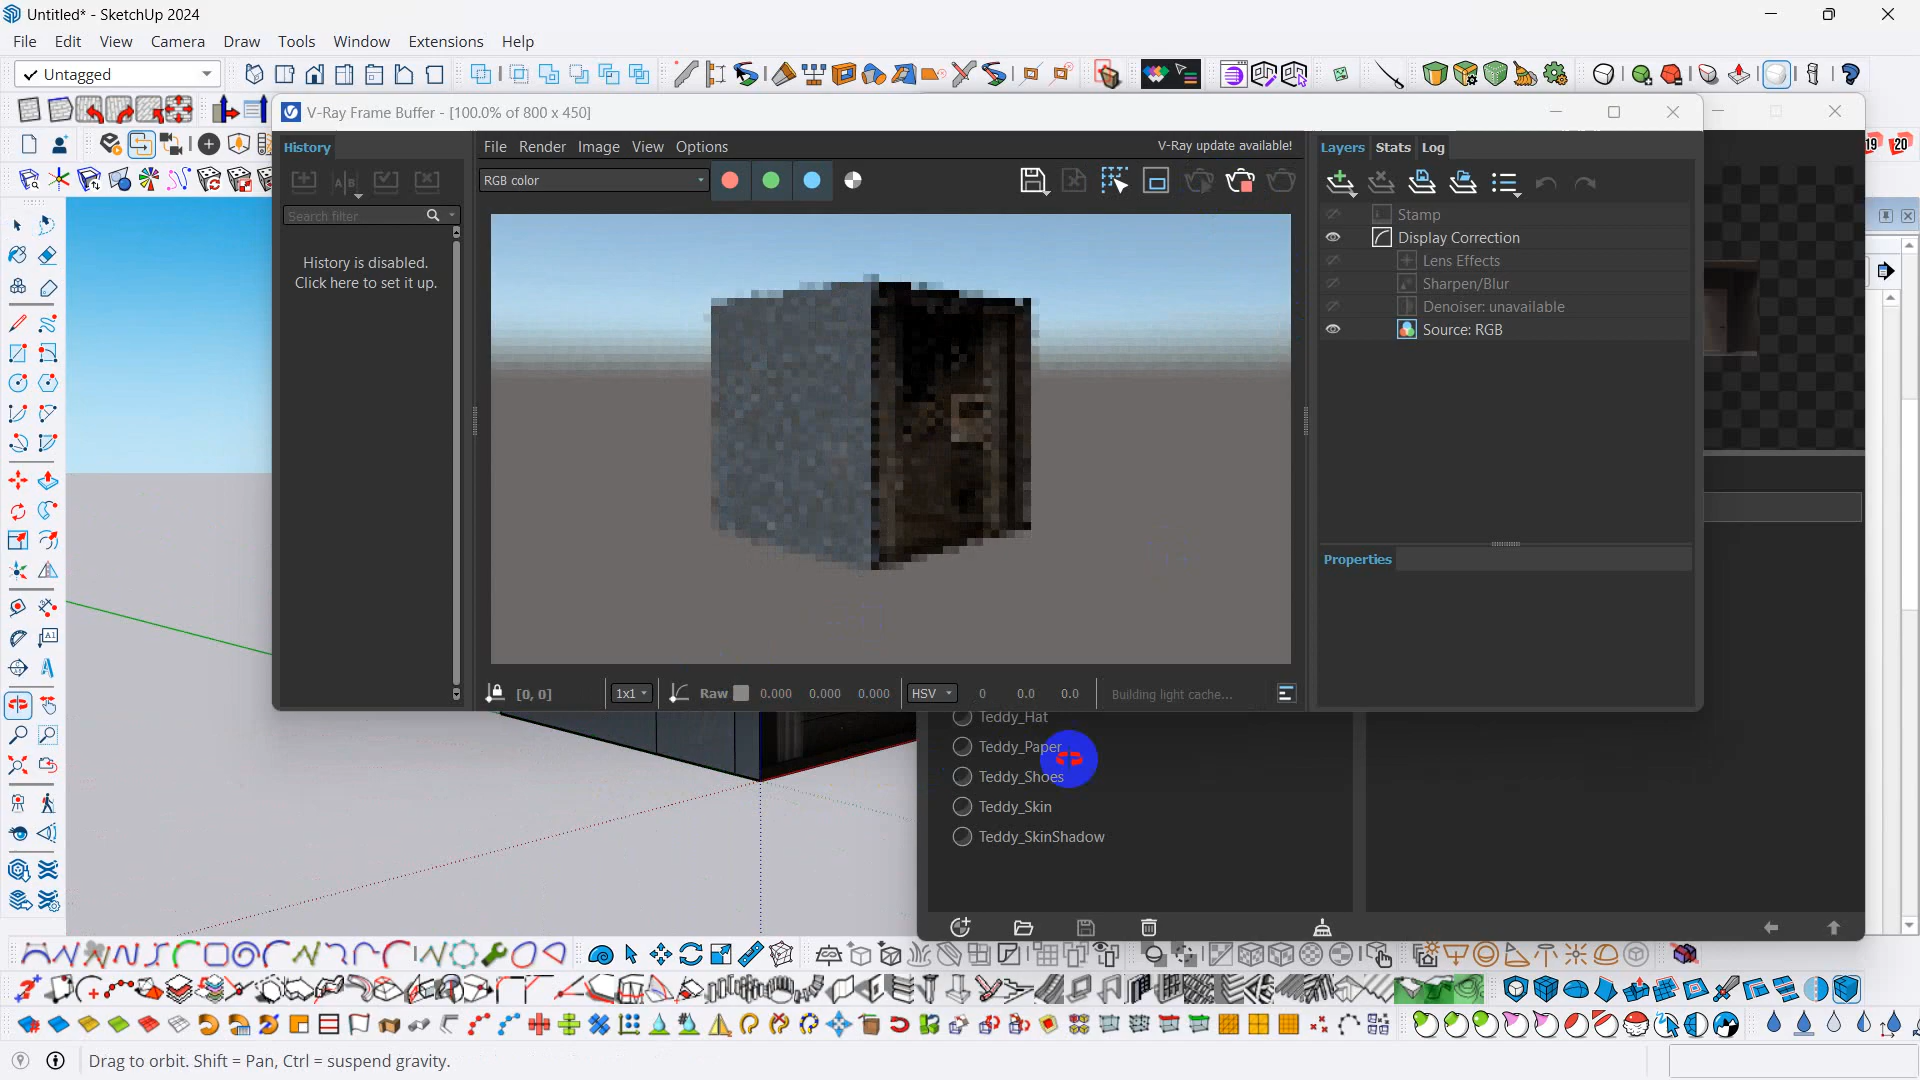 Untitled* - SketchUp 2024
File Edit View Camera Draw Tools Window Extensions Help
Untagged
V-Ray Frame Buffer - [100.0% of 800 x 450]
History
File Render Image View Options
V-Ray update available!
Layers Stats Log
RGB color
Search filter
History is disabled.
Click here to set it up.
Stamp
Display Correction
Lens Effects
Sharpen/Blur
Denoiser: unavailable
Source: RGB
Properties
[0, 0]
1x1
Raw
0.000 0.000 0.000
HSV
0 0.0 0.0
Building light cache...
19 20
A1
Teddy_Hat
Teddy_Paper
Teddy_Shoes
Teddy_Skin
Teddy_SkinShadow
Drag to orbit. Shift = Pan, Ctrl = suspend gravity.